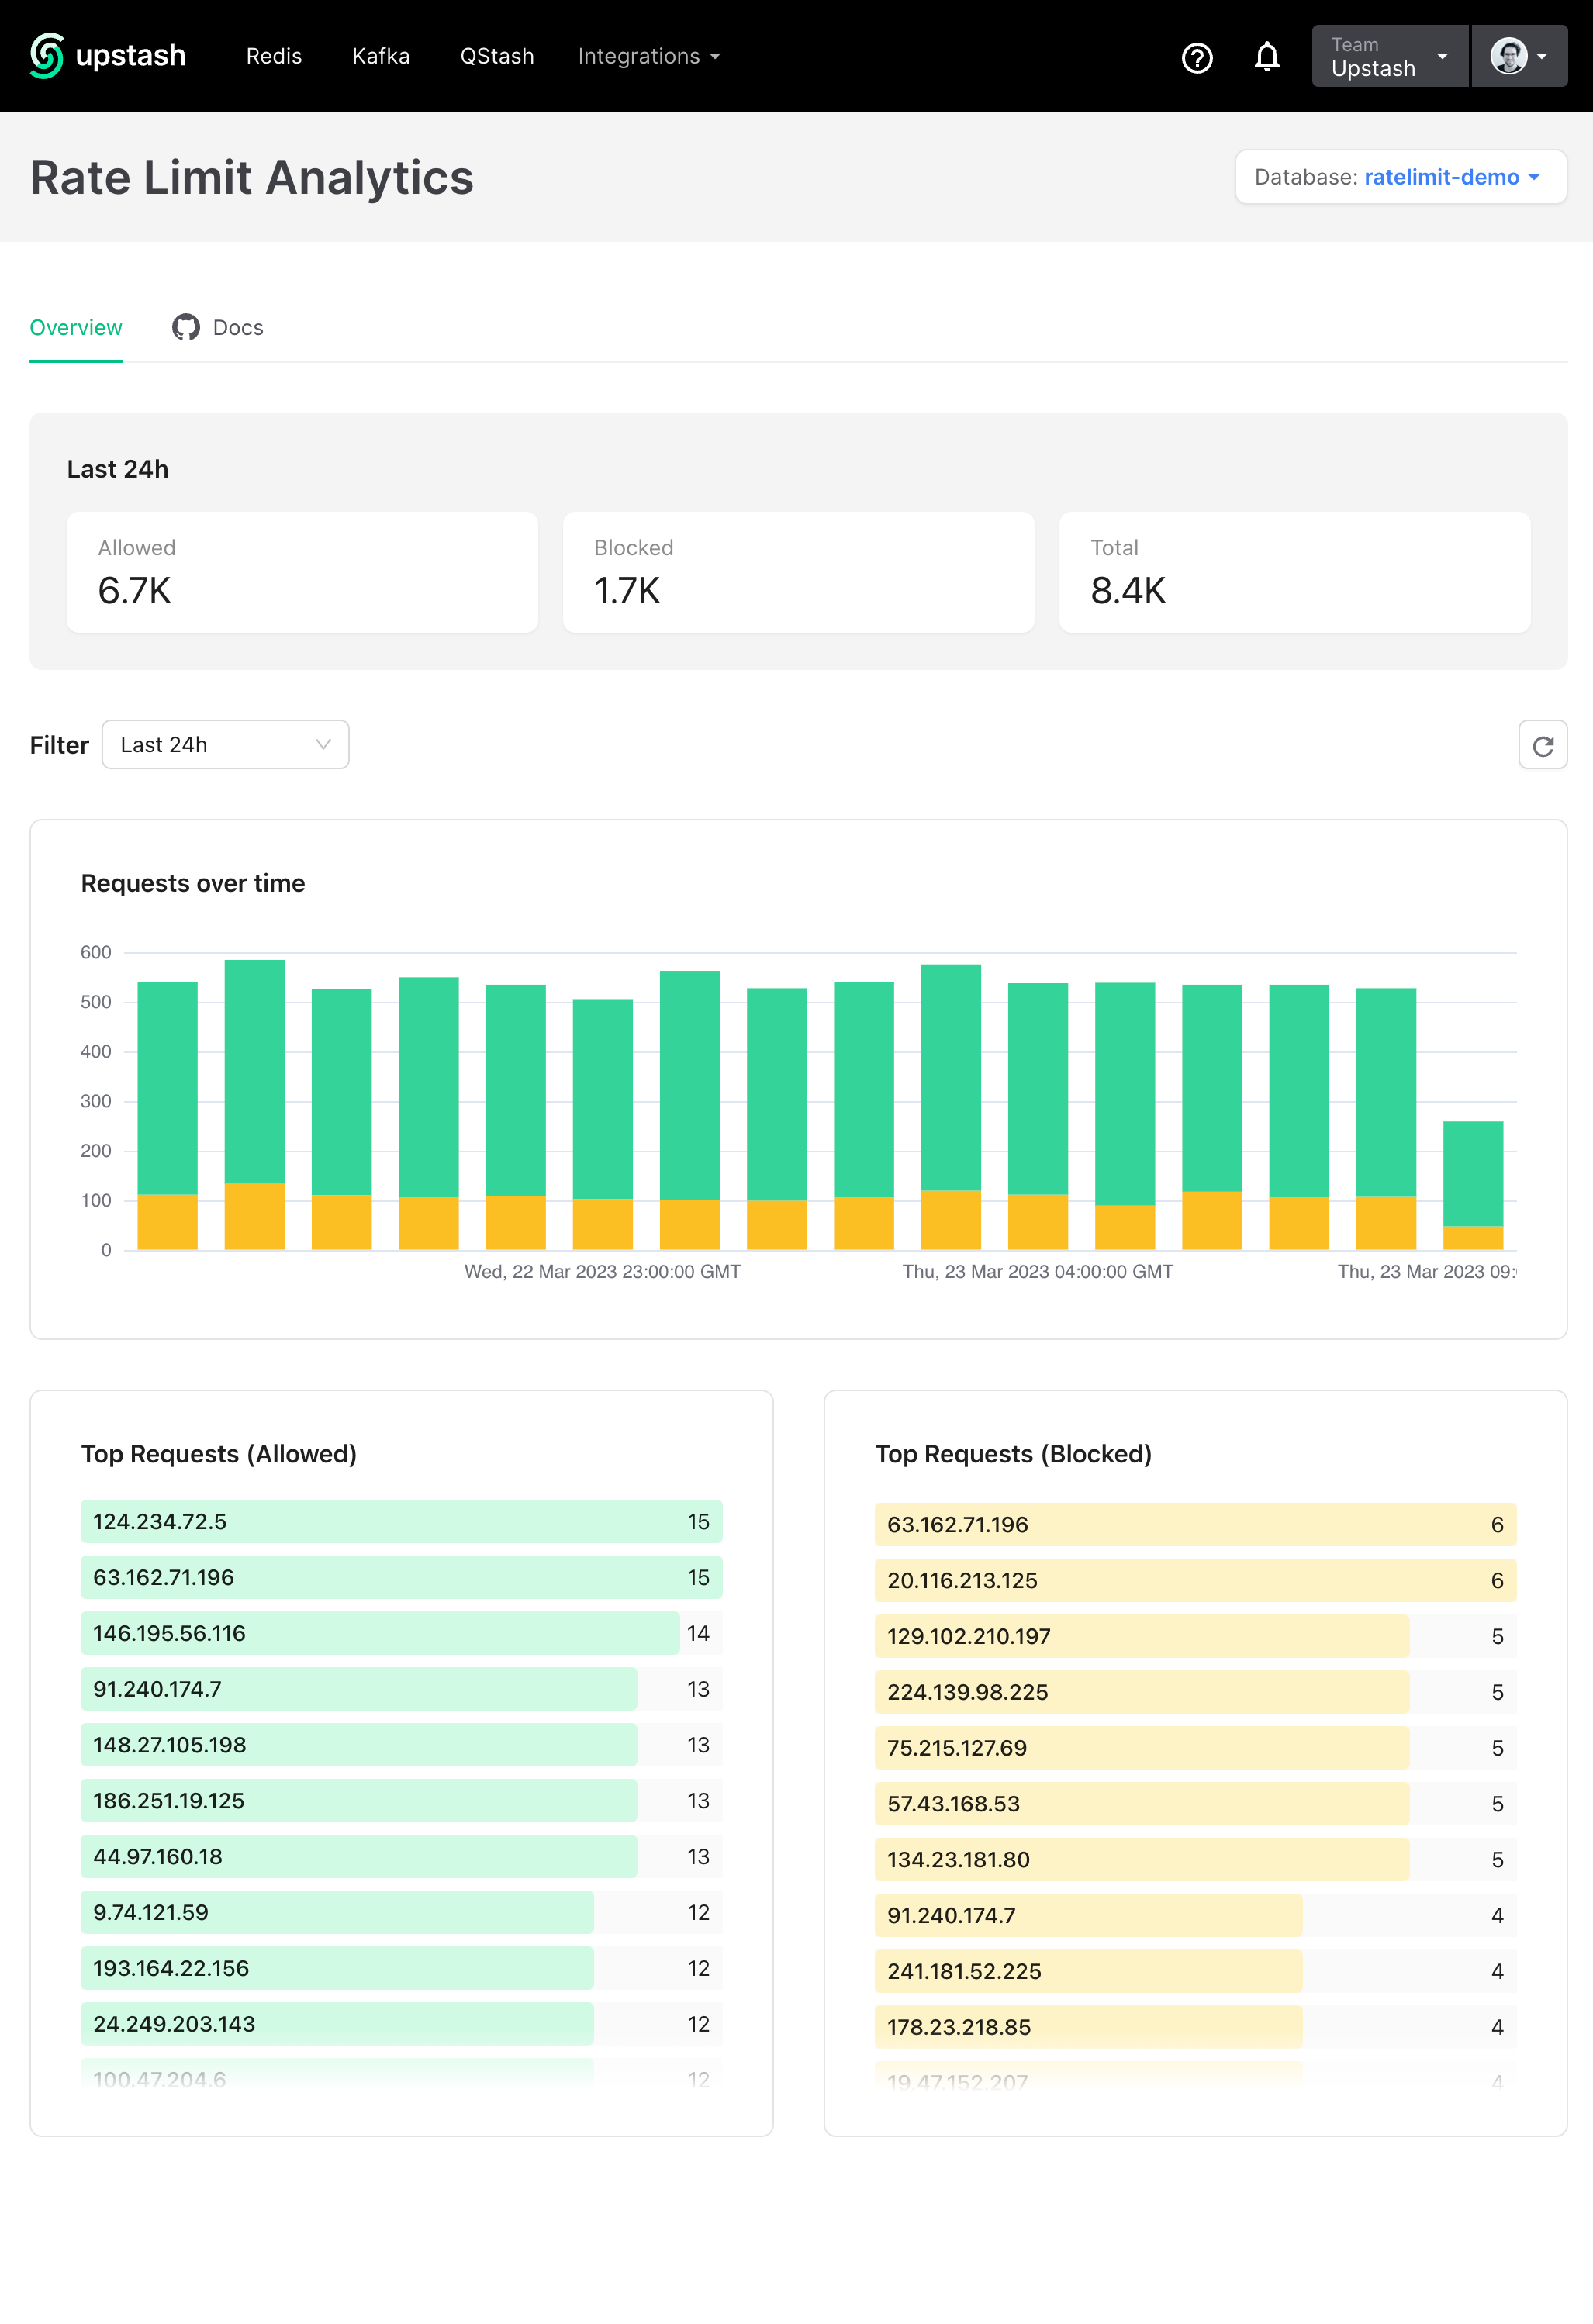 upstash Redis Kafka QStash Integrations Team Upstash
Rate Limit Analytics Database: ratelimit-demo
Overview Docs
Last 24h
Allowed Blocked Total
6.7K 1.7K 8.4K
Filter Last 24h
Requests over time
600
500
400
300
200
100
0
Wed, 22 Mar 2023 23:00:00 GMT Thu, 23 Mar 2023 04:00:00 GMT Thu, 23 Mar 2023 09:
Top Requests (Allowed)
124.234.72.5 15
63.162.71.196 15
146.195.56.116 14
91.240.174.7 13
148.27.105.198 13
186.251.19.125 13
44.97.160.18 13
9.74.121.59 12
193.164.22.156 12
24.249.203.143 12
100.47.204.6 12
Top Requests (Blocked)
63.162.71.196 6
20.116.213.125 6
129.102.210.197 5
224.139.98.225 5
75.215.127.69 5
57.43.168.53 5
134.23.181.80 5
91.240.174.7 4
241.181.52.225 4
178.23.218.85 4
19.47.152.207 4